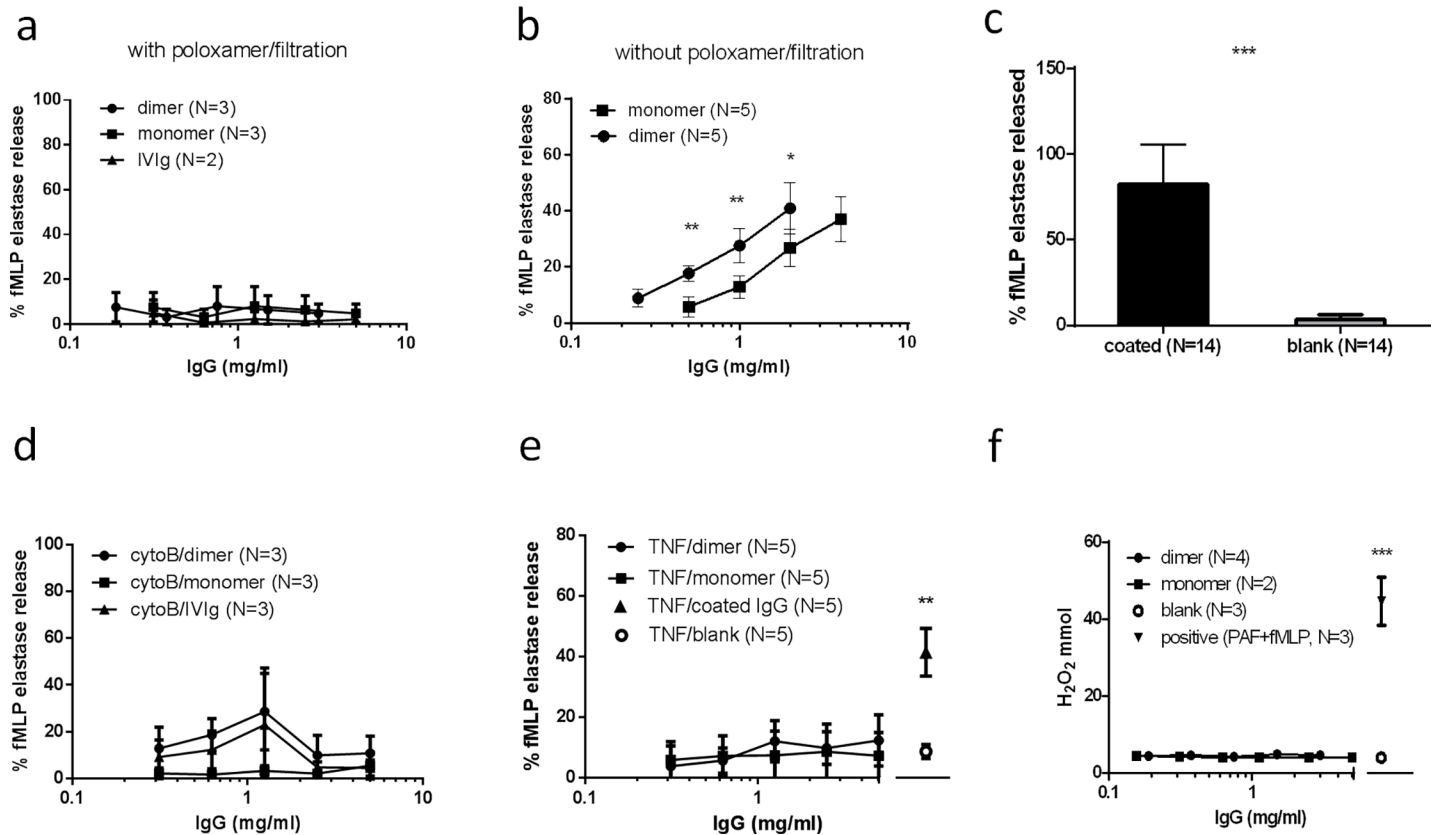 a
with poloxamer/filtration
% fMLP elastase release
100
80
60
40
20
0
dimer (N=3)
monomer (N=3)
IVIg (N=2)
0.1
1
10
IgG (mg/ml)
b
without poloxamer/filtration
% fMLP elastase release
80
60
40
20
0
monomer (N=5)
dimer (N=5)
**
**
*
0.1
1
10
IgG (mg/ml)
c
***
% fMLP elastase released
150
100
50
0
coated (N=14)
blank (N=14)
d
% fMLP elastase release
100
80
60
40
20
0
cytoB/dimer (N=3)
cytoB/monomer (N=3)
cytoB/IVIg (N=3)
0.1
1
10
IgG (mg/ml)
e
% fMLP elastase release
80
60
40
20
0
TNF/dimer (N=5)
TNF/monomer (N=5)
TNF/coated IgG (N=5)
TNF/blank (N=5)
**
0.1
1
IgG (mg/ml)
f
H₂O₂ mmol
60
40
20
0
dimer (N=4)
monomer (N=2)
blank (N=3)
positive (PAF+fMLP, N=3)
***
0.1
1
IgG (mg/ml)